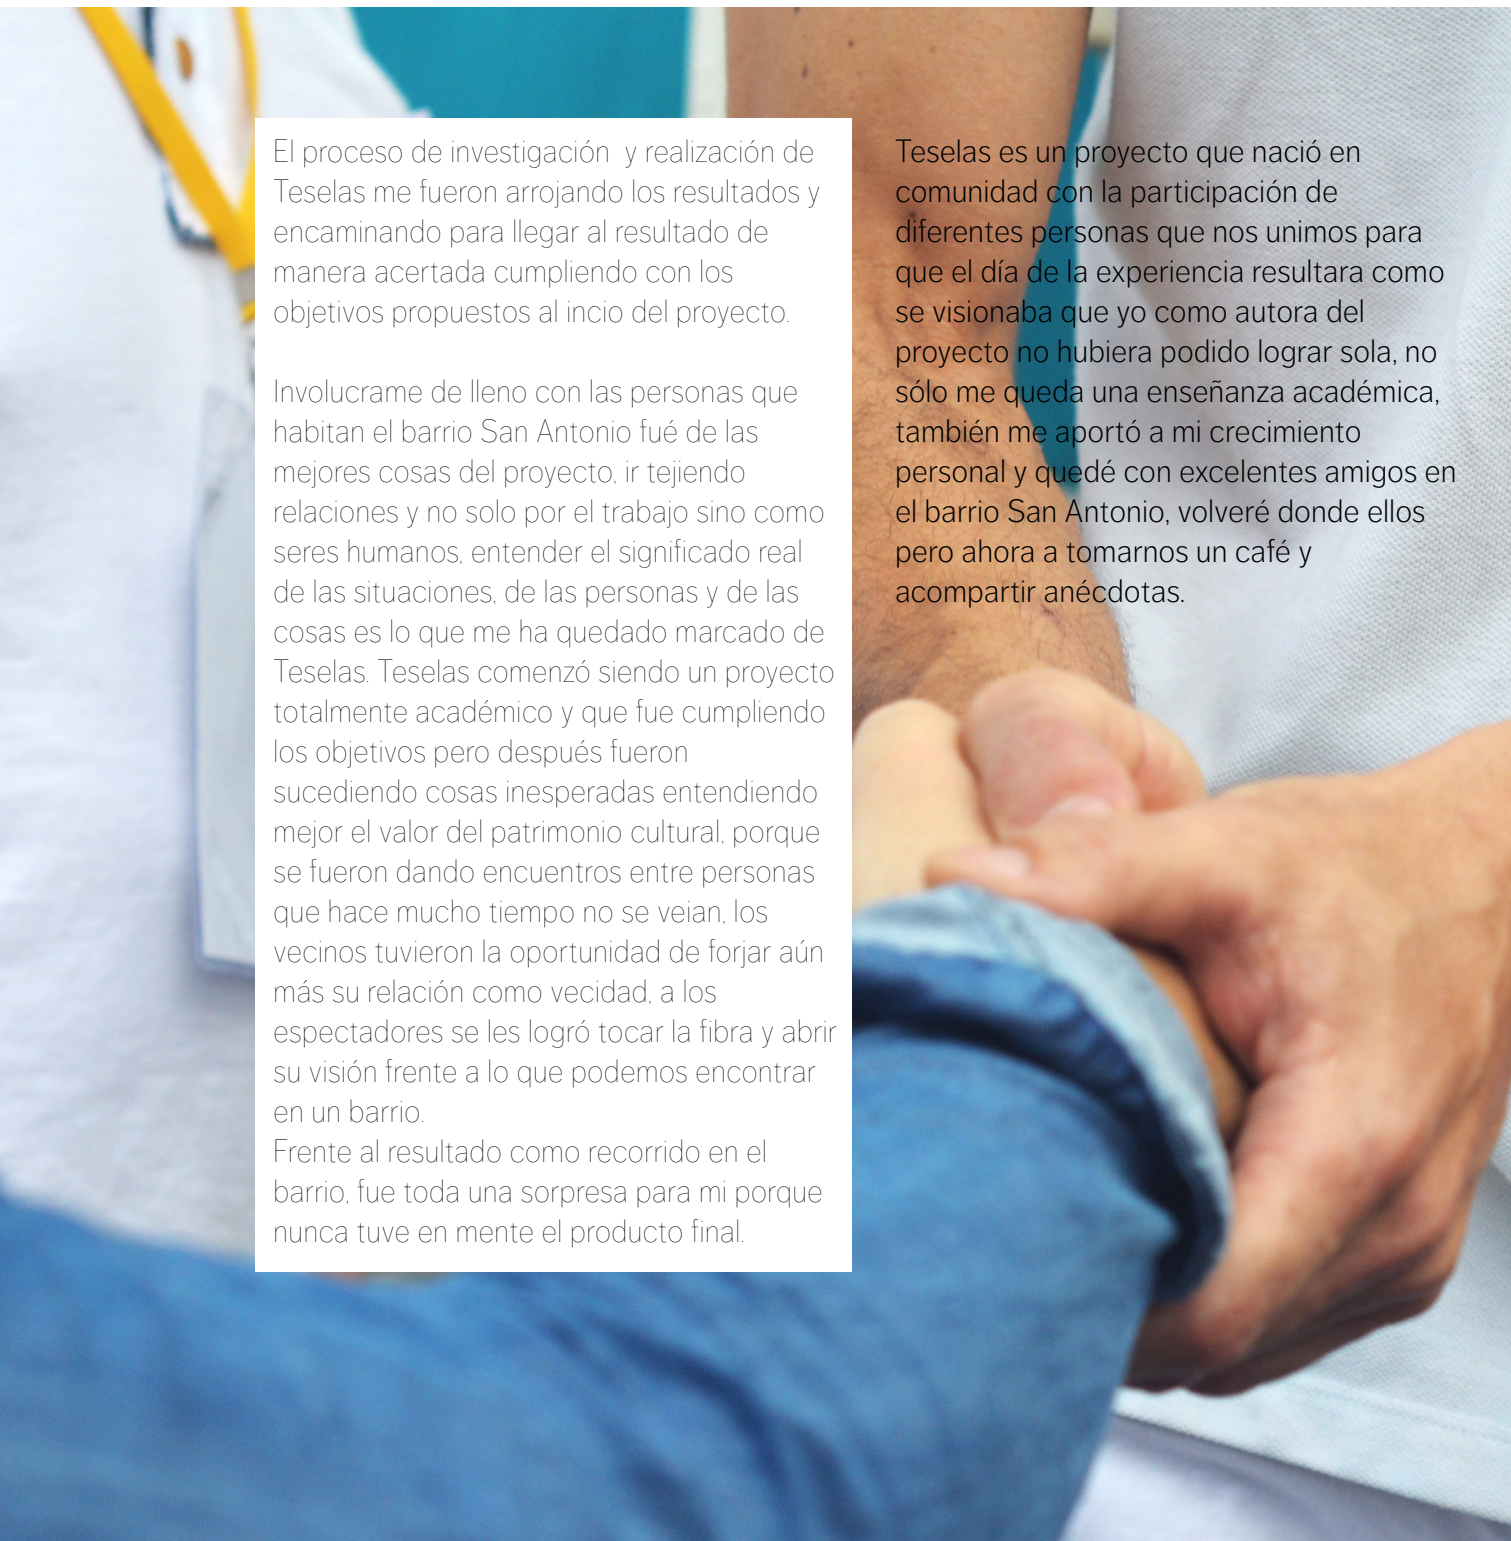 El proceso de investigación  y realización de
Teselas me fueron arrojando los resultados y
encaminando para llegar al resultado de
manera acertada cumpliendo con los
objetivos propuestos al incio del proyecto.

Involucrame de lleno con las personas que
habitan el barrio San Antonio fué de las
mejores cosas del proyecto, ir tejiendo
relaciones y no solo por el trabajo sino como
seres humanos, entender el significado real
de las situaciones, de las personas y de las
cosas es lo que me ha quedado marcado de
Teselas. Teselas comenzó siendo un proyecto
totalmente académico y que fue cumpliendo
los objetivos pero después fueron
sucediendo cosas inesperadas entendiendo
mejor el valor del patrimonio cultural, porque
se fueron dando encuentros entre personas
que hace mucho tiempo no se veian, los
vecinos tuvieron la oportunidad de forjar aún
más su relación como vecidad, a los
espectadores se les logró tocar la fibra y abrir
su visión frente a lo que podemos encontrar
en un barrio.
Frente al resultado como recorrido en el
barrio, fue toda una sorpresa para mi porque
nunca tuve en mente el producto final.

Teselas es un proyecto que nació en
comunidad con la participación de
diferentes personas que nos unimos para
que el día de la experiencia resultara como
se visionaba que yo como autora del
proyecto no hubiera podido lograr sola, no
sólo me queda una enseñanza académica,
también me aportó a mi crecimiento
personal y quedé con excelentes amigos en
el barrio San Antonio, volveré donde ellos
pero ahora a tomarnos un café y
acompartir anécdotas.